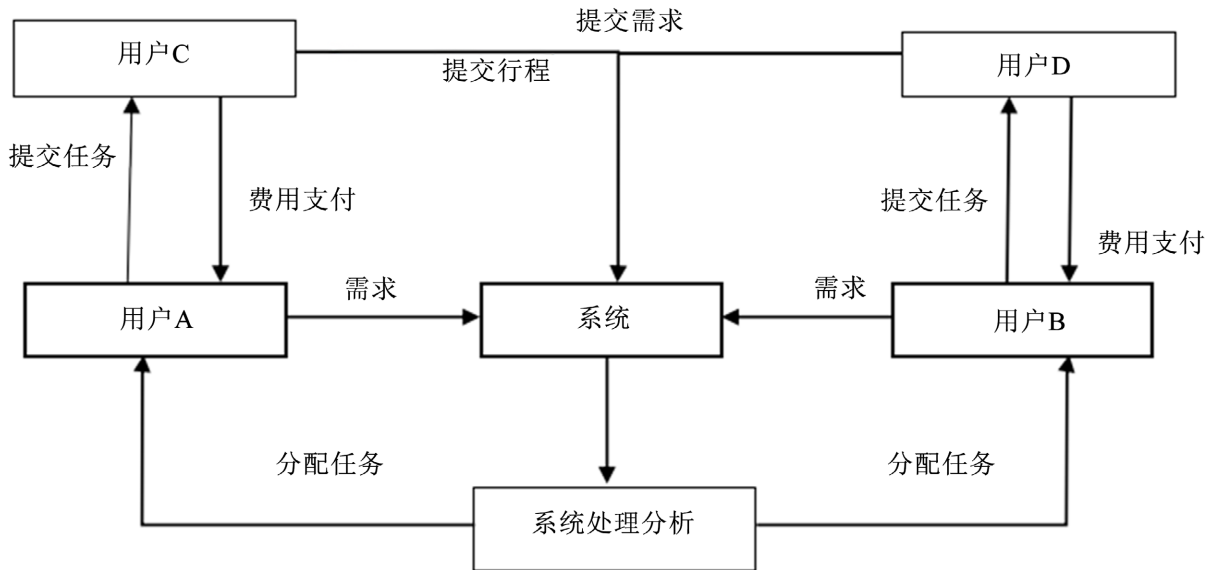 提交需求
用户C
用户D
提交行程
提交任务
费用支付
提交任务
费用支付
需求
需求
用户A
系统
用户B
分配任务
分配任务
系统处理分析